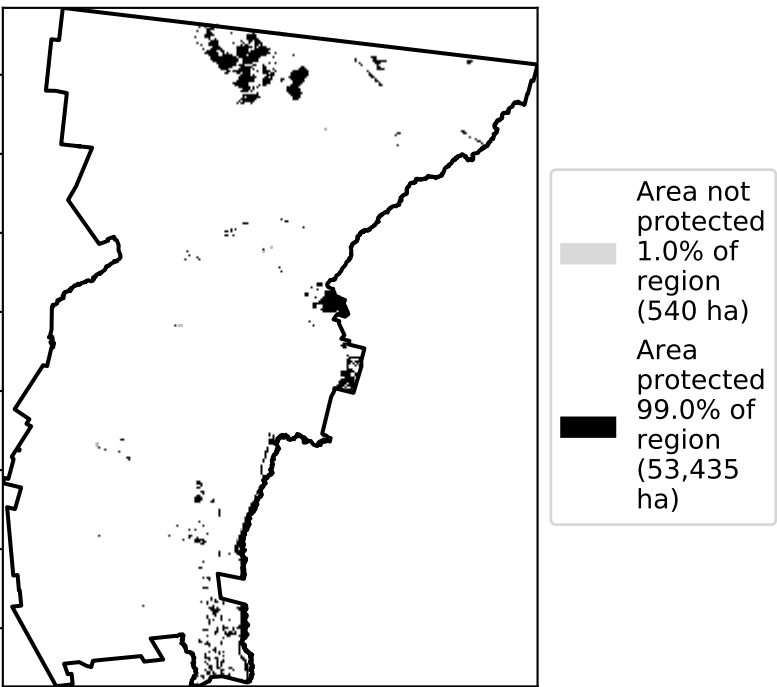 Area not
protected
1.0% of
region
(540 ha)
Area
protected
99.0% of
region
(53,435
ha)